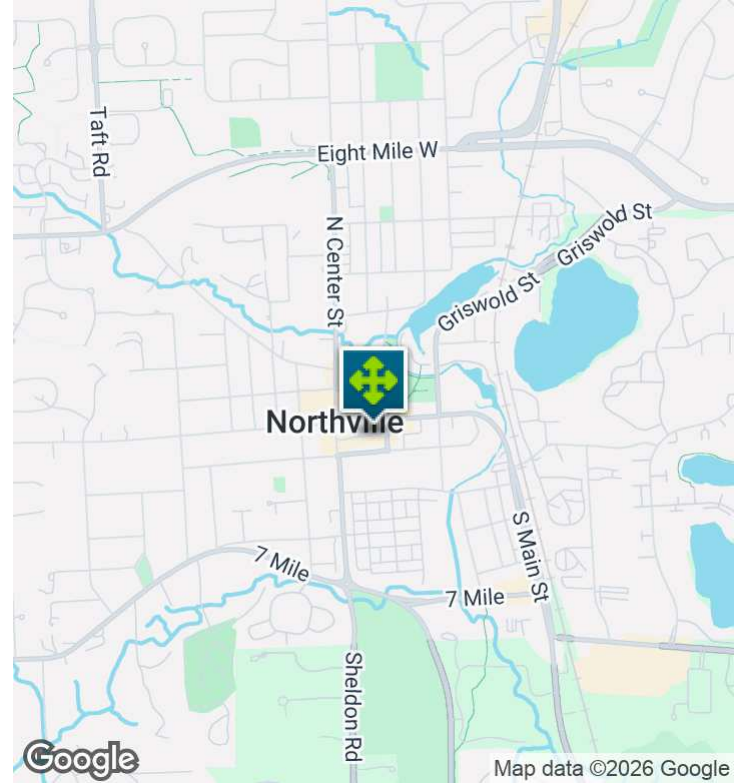 Taft Rd
Eight Mile W
N Center St
Griswold St
Griswold St
Northville
7 Mile
S Main St
7 Mile
Sheldon Rd
Google
Map data ©2026 Google